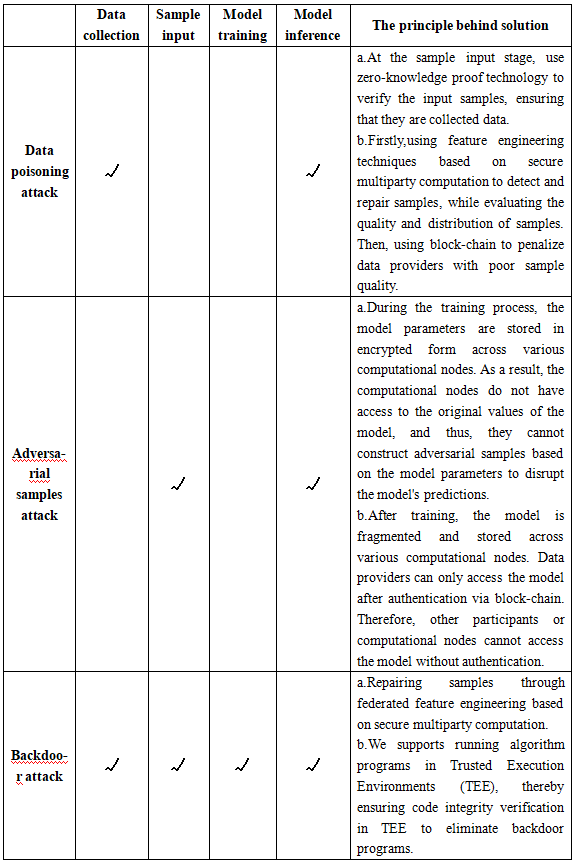 Data collection
Sample input
Model training
Model inference
The principle behind solution
Data
poisoning
attack
✓
✓
a.At the sample input stage, use
zero-knowledge proof technology to
verify the input samples, ensuring
that they are collected data.
b.Firstly,using feature engineering
techniques based on secure
multiparty computation to detect and
repair samples, while evaluating the
quality and distribution of samples.
Then, using block-chain to penalize
data providers with poor sample
quality.
Adversa-
rial
samples
attack
✓
✓
a.During the training process, the
model parameters are stored in
encrypted form across various
computational nodes. As a result, the
computational nodes do not have
access to the original values of the
model, and thus, they cannot
construct adversarial samples based
on the model parameters to disrupt
the model's predictions.
b.After training, the model is
fragmented and stored across
various computational nodes. Data
providers can only access the model
after authentication via block-chain.
Therefore, other participants or
computational nodes cannot access
the model without authentication.
Backdoo-
r attack
✓
✓
✓
✓
a.Repairing samples through
federated feature engineering based
on secure multiparty computation.
b.We supports running algorithm
programs in Trusted Execution
Environments (TEE), thereby
ensuring code integrity verification
in TEE to eliminate backdoor
programs.